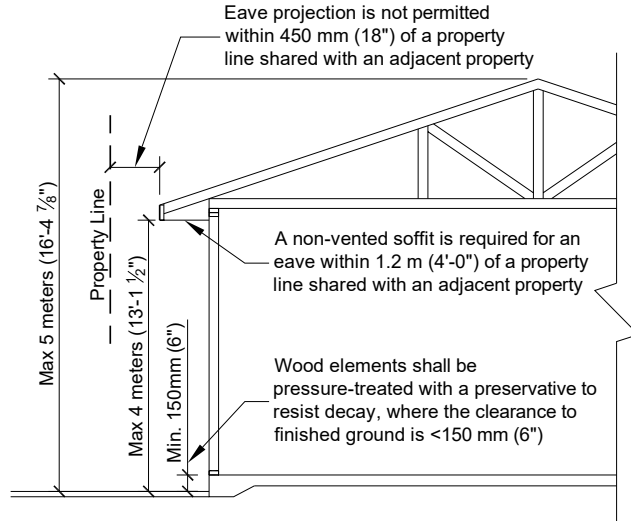 Eave projection is not permitted
within 450 mm (18") of a property
line shared with an adjacent property
Max 5 meters (16'-4 ⅞")
Property Line
Max 4 meters (13'-1 ½")
Min. 150mm (6")
A non-vented soffit is required for an
eave within 1.2 m (4'-0") of a property
line shared with an adjacent property
Wood elements shall be
pressure-treated with a preservative to
resist decay, where the clearance to
finished ground is <150 mm (6")